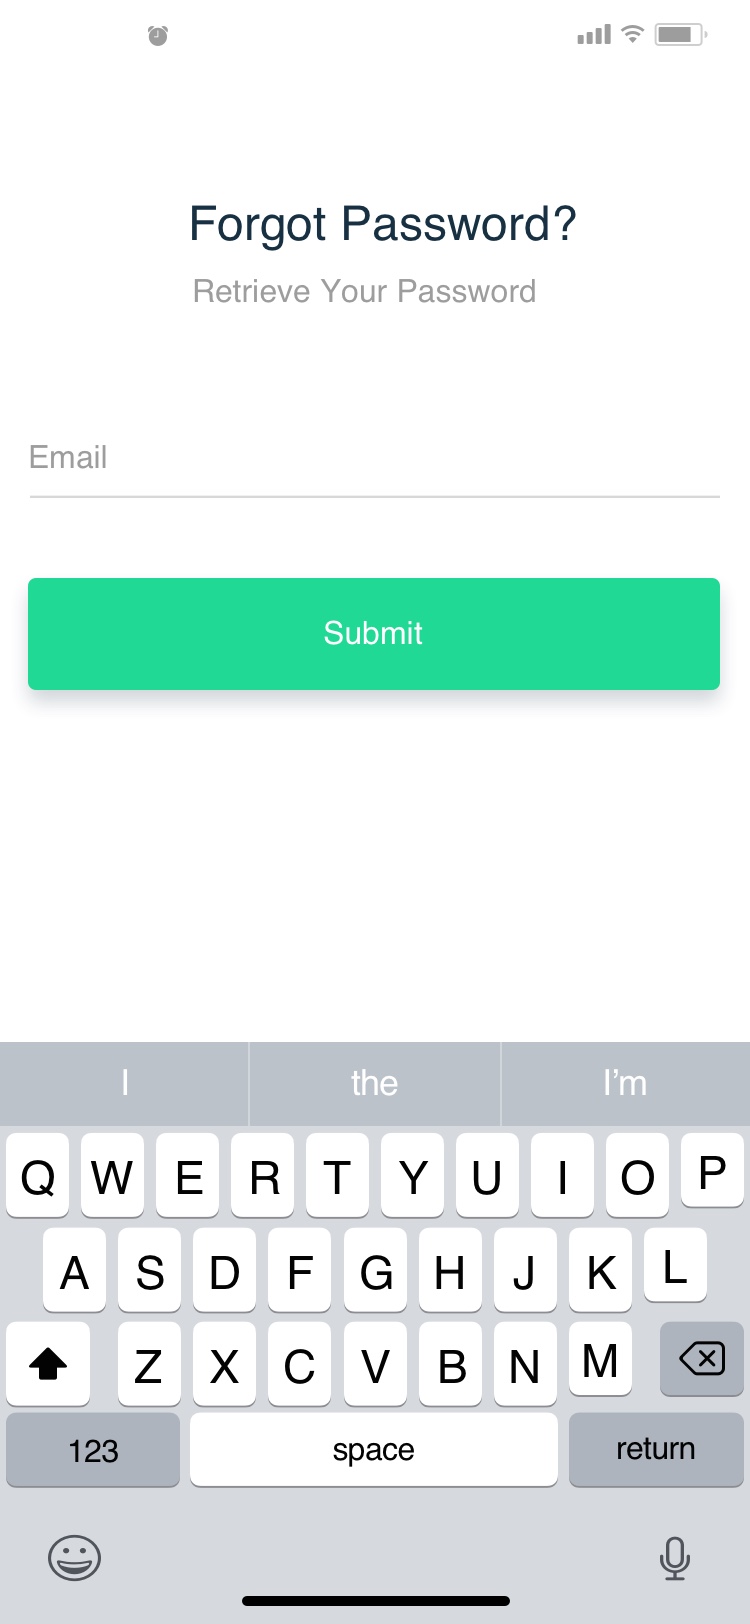 Forgot Password?
Retrieve Your Password
Email
Submit
I the I'm
Q W E R T Y U I O P
A S D F G H J K L
Z X C V B N M
123 space return